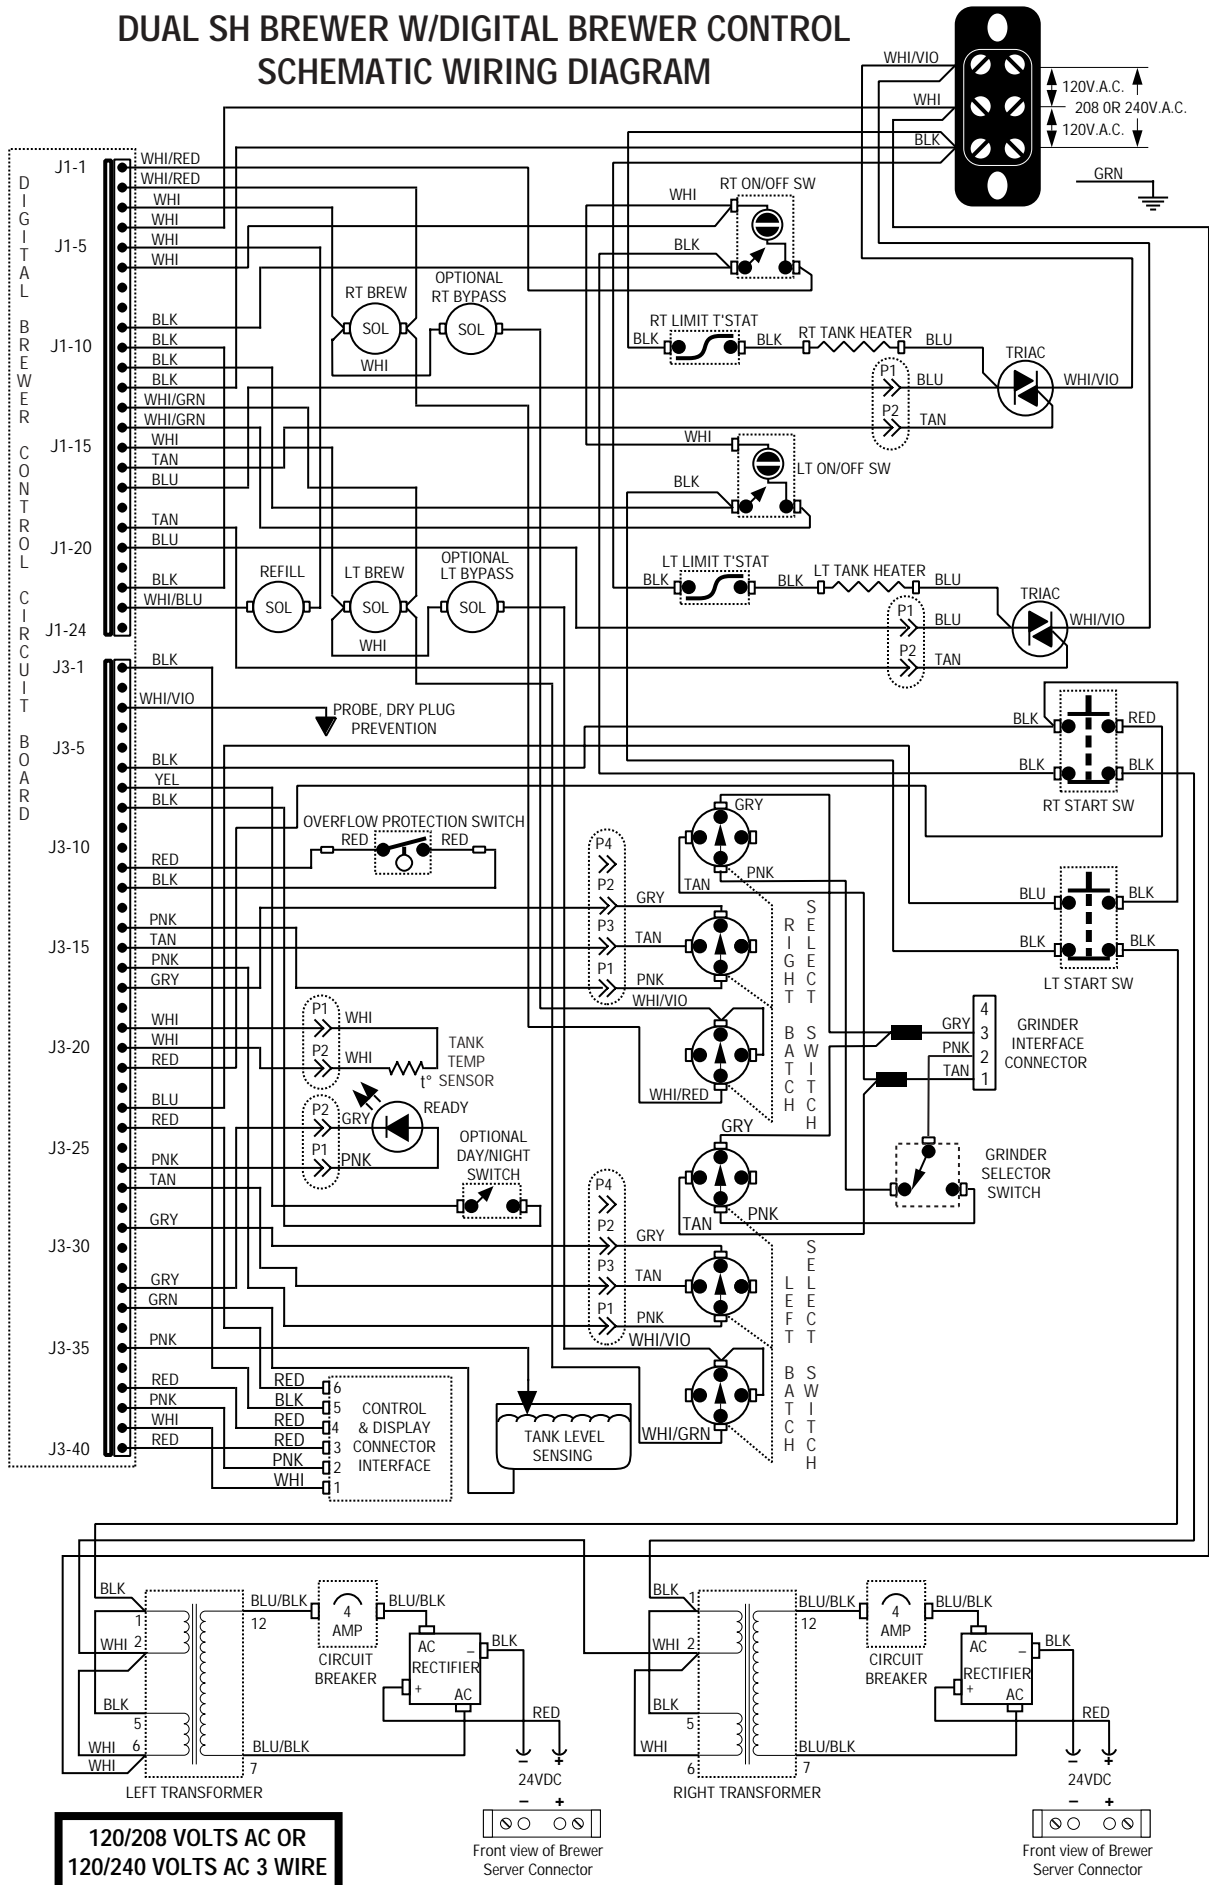 DUAL SH BREWER W/DIGITAL BREWER CONTROL
SCHEMATIC WIRING DIAGRAM
WHI/VIO
WHI
BLK
120V.A.C.
208 0R 240V.A.C.
120V.A.C.
GRN
DIGITAL BREWER CONTROL CIRCUIT BOARD
J1-1
WHI/RED
WHI/RED
WHI
WHI
J1-5
WHI
WHI
BLK
J1-10
BLK
BLK
BLK
WHI/GRN
WHI/GRN
J1-15
WHI
TAN
BLU
TAN
J1-20
BLU
BLK
WHI/BLU
J1-24
RT BREW
SOL
WHI
OPTIONAL
RT BYPASS
SOL
RT ON/OFF SW
WHI
BLK
RT LIMIT T'STAT
BLK
BLK
RT TANK HEATER
BLU
TRIAC
P1
BLU
WHI/VIO
P2
TAN
WHI
LT ON/OFF SW
BLK
REFILL
SOL
LT BREW
SOL
WHI
OPTIONAL
LT BYPASS
SOL
LT LIMIT T'STAT
BLK
BLK
LT TANK HEATER
BLU
TRIAC
P1
BLU
WHI/VIO
P2
TAN
J3-1
BLK
WHI/VIO
PROBE, DRY PLUG
PREVENTION
J3-5
BLK
YEL
BLK
J3-10
RED
BLK
PNK
J3-15
TAN
PNK
GRY
WHI
J3-20
WHI
RED
BLU
RED
J3-25
PNK
TAN
GRY
J3-30
GRY
GRN
J3-35
PNK
RED
PNK
WHI
J3-40
RED
BLK
RED
BLK
BLK
RT START SW
OVERFLOW PROTECTION SWITCH
RED
RED
BLU
BLK
BLK
BLK
LT START SW
P4
P2
GRY
P3
TAN
P1
PNK
GRY
TAN
PNK
WHI/VIO
WHI/RED
RIGHT BATCH
SELECT SWITCH
P1
WHI
P2
WHI
TANK
TEMP
SENSOR
t°
P2
GRY
P1
PNK
READY
OPTIONAL
DAY/NIGHT
SWITCH
GRY
PNK
TAN
4
3
2
1
GRINDER
INTERFACE
CONNECTOR
GRINDER
SELECTOR
SWITCH
P4
P2
GRY
P3
TAN
P1
PNK
GRY
TAN
PNK
WHI/VIO
WHI/GRN
LEFT BATCH
SELECT SWITCH
RED
6
BLK
5
RED
4
RED
3
PNK
2
WHI
1
CONTROL
& DISPLAY
CONNECTOR
INTERFACE
TANK LEVEL
SENSING
BLK
1
WHI
2
BLK
5
WHI
6
WHI
BLU/BLK
12
BLU/BLK
7
LEFT TRANSFORMER
4
AMP
CIRCUIT
BREAKER
BLU/BLK
AC
–
RECTIFIER
+
AC
BLK
RED
–
+
24VDC
–
+
Front view of Brewer
Server Connector
BLK
1
WHI
2
BLK
5
WHI
6
BLU/BLK
12
BLU/BLK
7
RIGHT TRANSFORMER
4
AMP
CIRCUIT
BREAKER
BLU/BLK
AC
–
RECTIFIER
+
AC
BLK
RED
–
+
24VDC
–
+
Front view of Brewer
Server Connector
120/208 VOLTS AC OR
120/240 VOLTS AC 3 WIRE